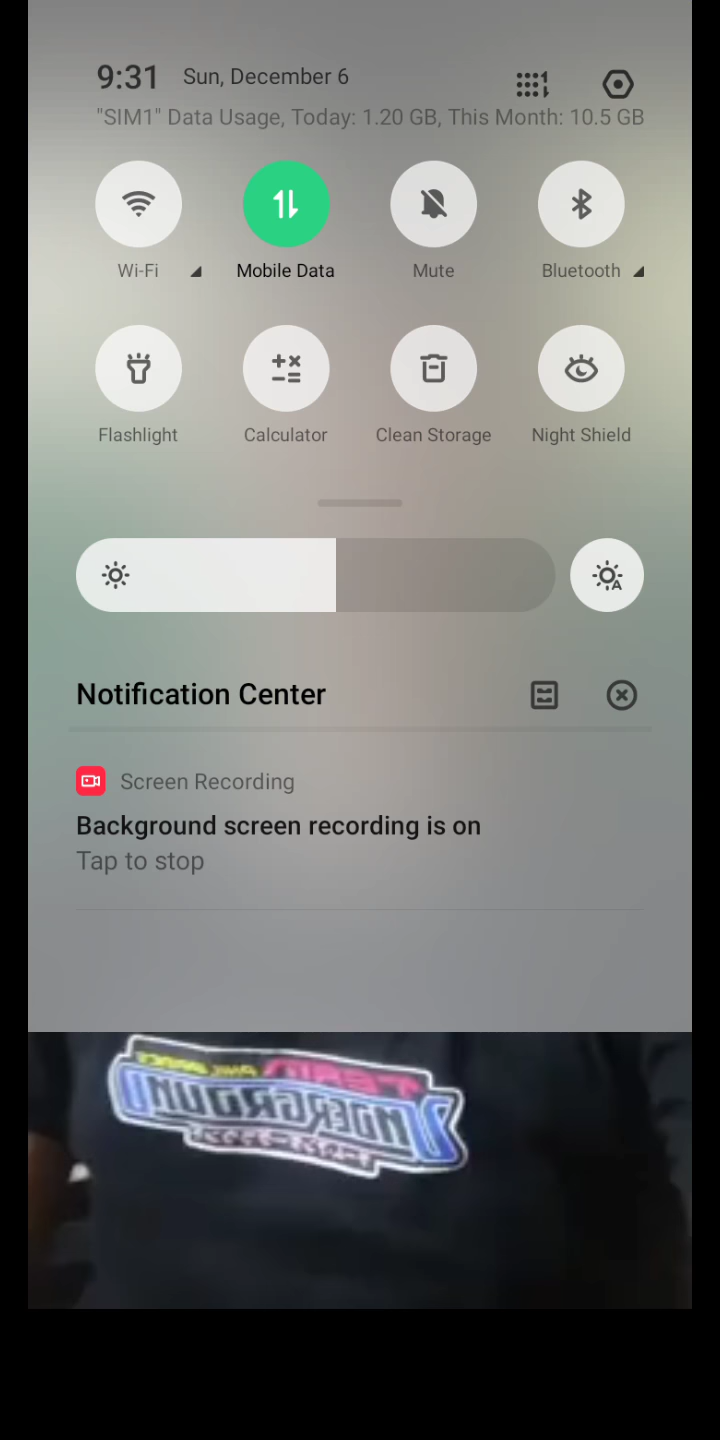 9:31 Sun, December 6
"SIM1" Data Usage, Today: 1.20 GB, This Month: 10.5 GB
Wi-Fi Mobile Data Mute Bluetooth
Flashlight Calculator Clean Storage Night Shield
Notification Center
Screen Recording
Background screen recording is on
Tap to stop
UNDERGROUND